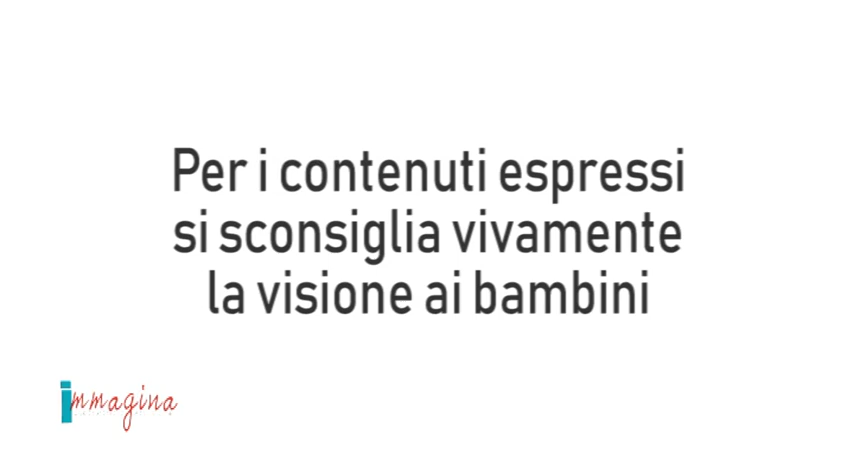 Per i contenuti espressi
si sconsiglia vivamente
la visione ai bambini
immagina